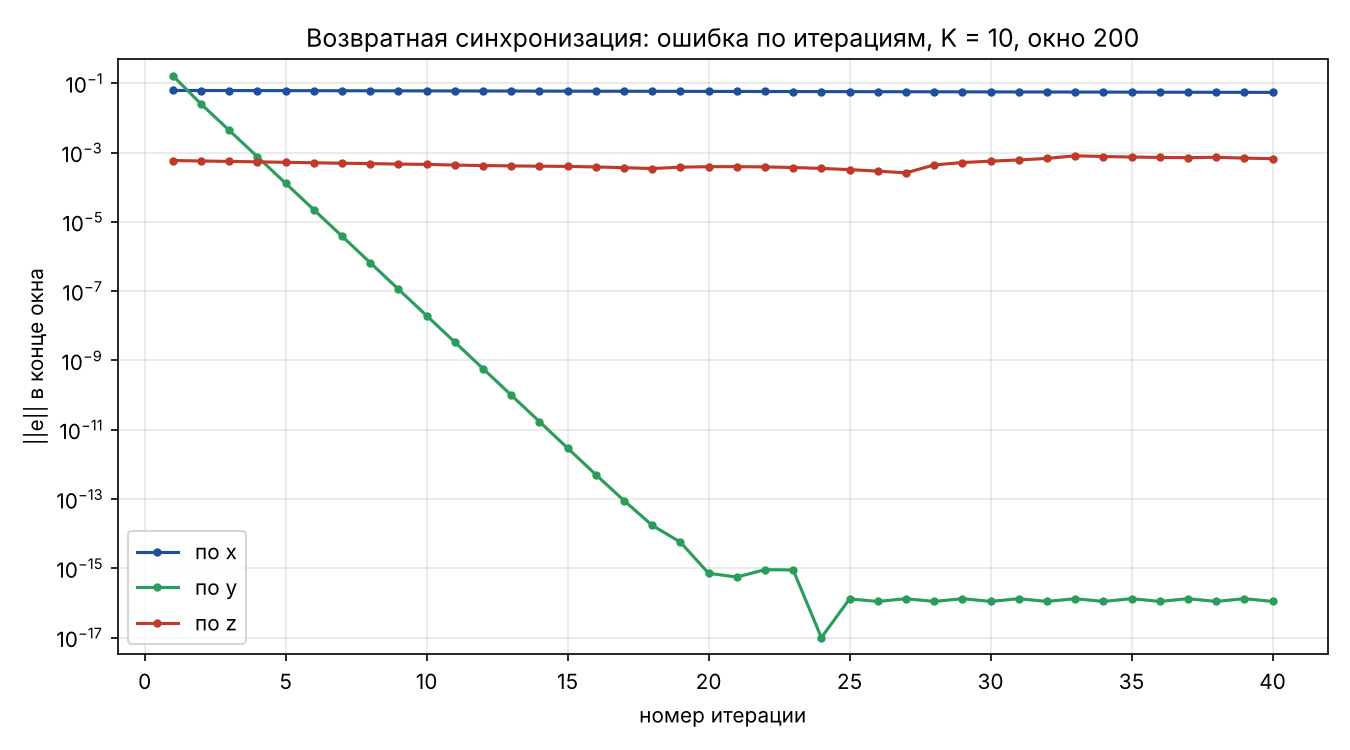 Возвратная синхронизация: ошибка по итерациям, K = 10, окно 200
||e|| в конце окна
10⁻¹
10⁻³
10⁻⁵
10⁻⁷
10⁻⁹
10⁻¹¹
10⁻¹³
10⁻¹⁵
10⁻¹⁷
по x
по y
по z
0 5 10 15 20 25 30 35 40
номер итерации